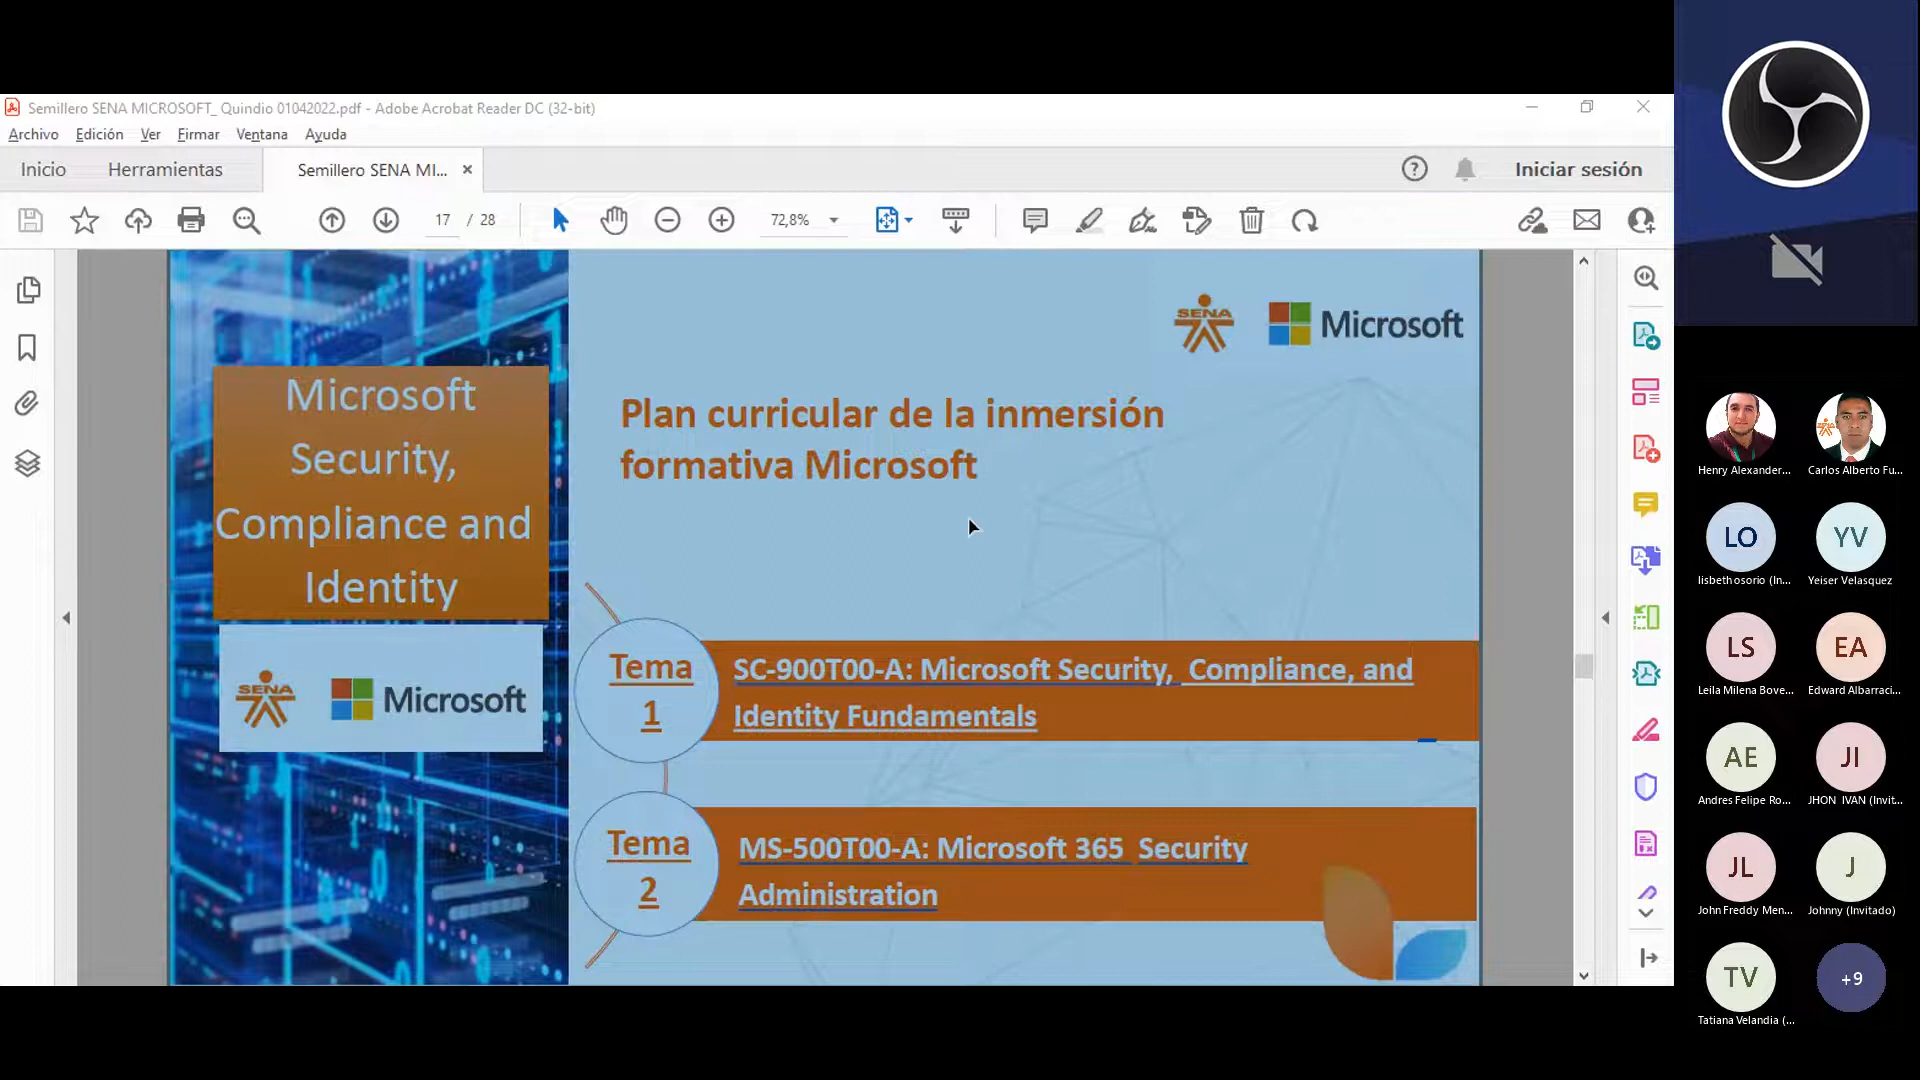 Semillero SENA MICROSOFT_ Quindio 01042022.pdf - Adobe Acrobat Reader DC (32-bit)
Archivo Edición Ver Firmar Ventana Ayuda
Inicio Herramientas Semillero SENA MI... × Iniciar sesión
17 / 28 72,8%
SENA Microsoft
Microsoft
Security,
Compliance and
Identity
SENA Microsoft
Plan curricular de la inmersión
formativa Microsoft
Tema
1
SC-900T00-A: Microsoft Security, Compliance, and
Identity Fundamentals
Tema
2
MS-500T00-A: Microsoft 365 Security
Administration
Henry Alexander... Carlos Alberto Fu...
LO YV
lisbeth osorio (In... Yeiser Velasquez
LS EA
Leila Milena Bove... Edward Albarraci...
AE JI
Andres Felipe Ro... JHON IVAN (Invit...
JL J
John Freddy Men... Johnny (Invitado)
TV +9
Tatiana Velandia (...